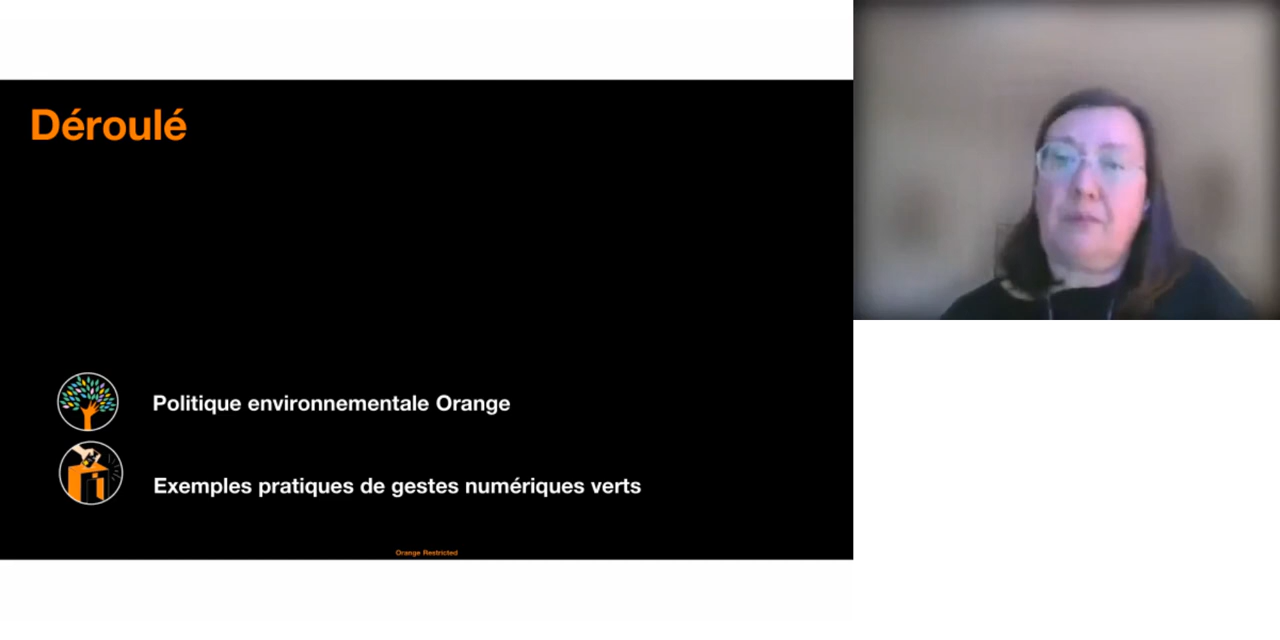 Déroulé
Politique environnementale Orange
Exemples pratiques de gestes numériques verts
Orange Restricted